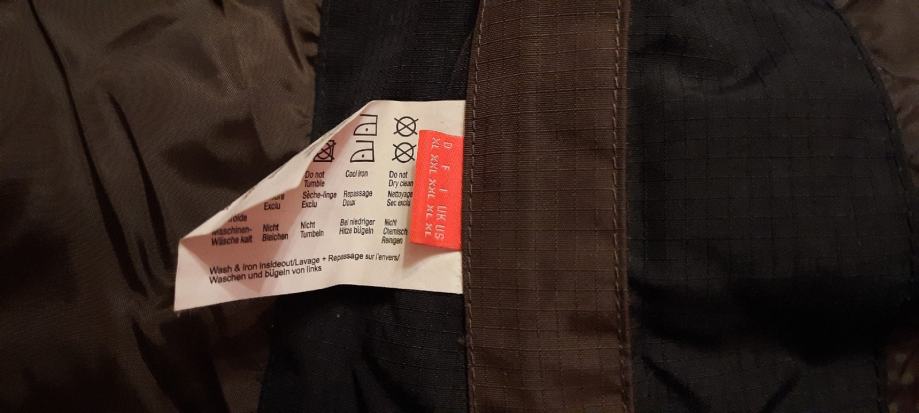 Do not Tumble
Cool iron
Do not Dry clean
Sèche-linge Exclu
Repassage Doux
Nettoyage Sec exclu
Wäsche kalt
Nicht Bleichen
Nicht Tumbeln
Bei niedriger Hitze bügeln
Nicht Chemisch Reinigen
Wash & Iron Insideout/Lavage + Repassage sur l'envers/
Waschen und bügeln von links
D F I UK US
XL XXL XXL XL XL